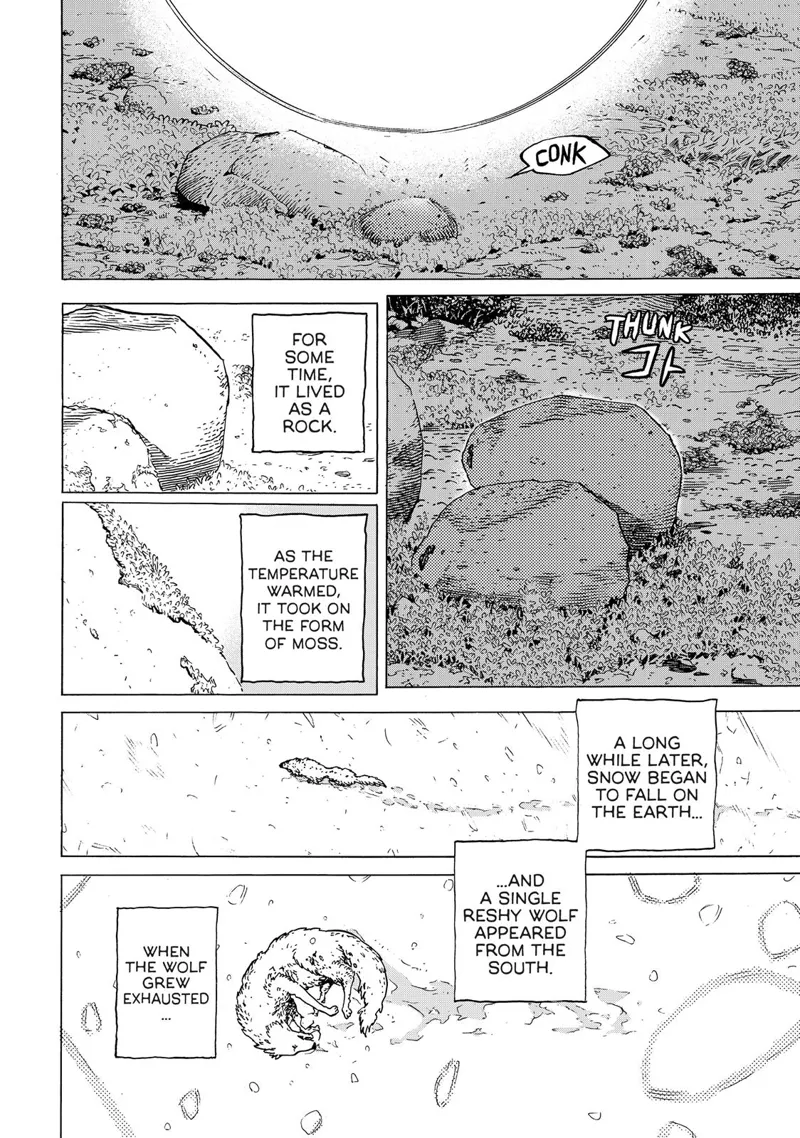 CONK
FOR
SOME
TIME,
IT LIVED
AS A
ROCK.
THUNK
コト
AS THE
TEMPERATURE
WARMED,
IT TOOK ON
THE FORM
OF MOSS.
A LONG
WHILE LATER,
SNOW BEGAN
TO FALL ON
THE EARTH...
...AND
A SINGLE
RESHY WOLF
APPEARED
FROM THE
SOUTH.
WHEN
THE WOLF
GREW
EXHAUSTED
...